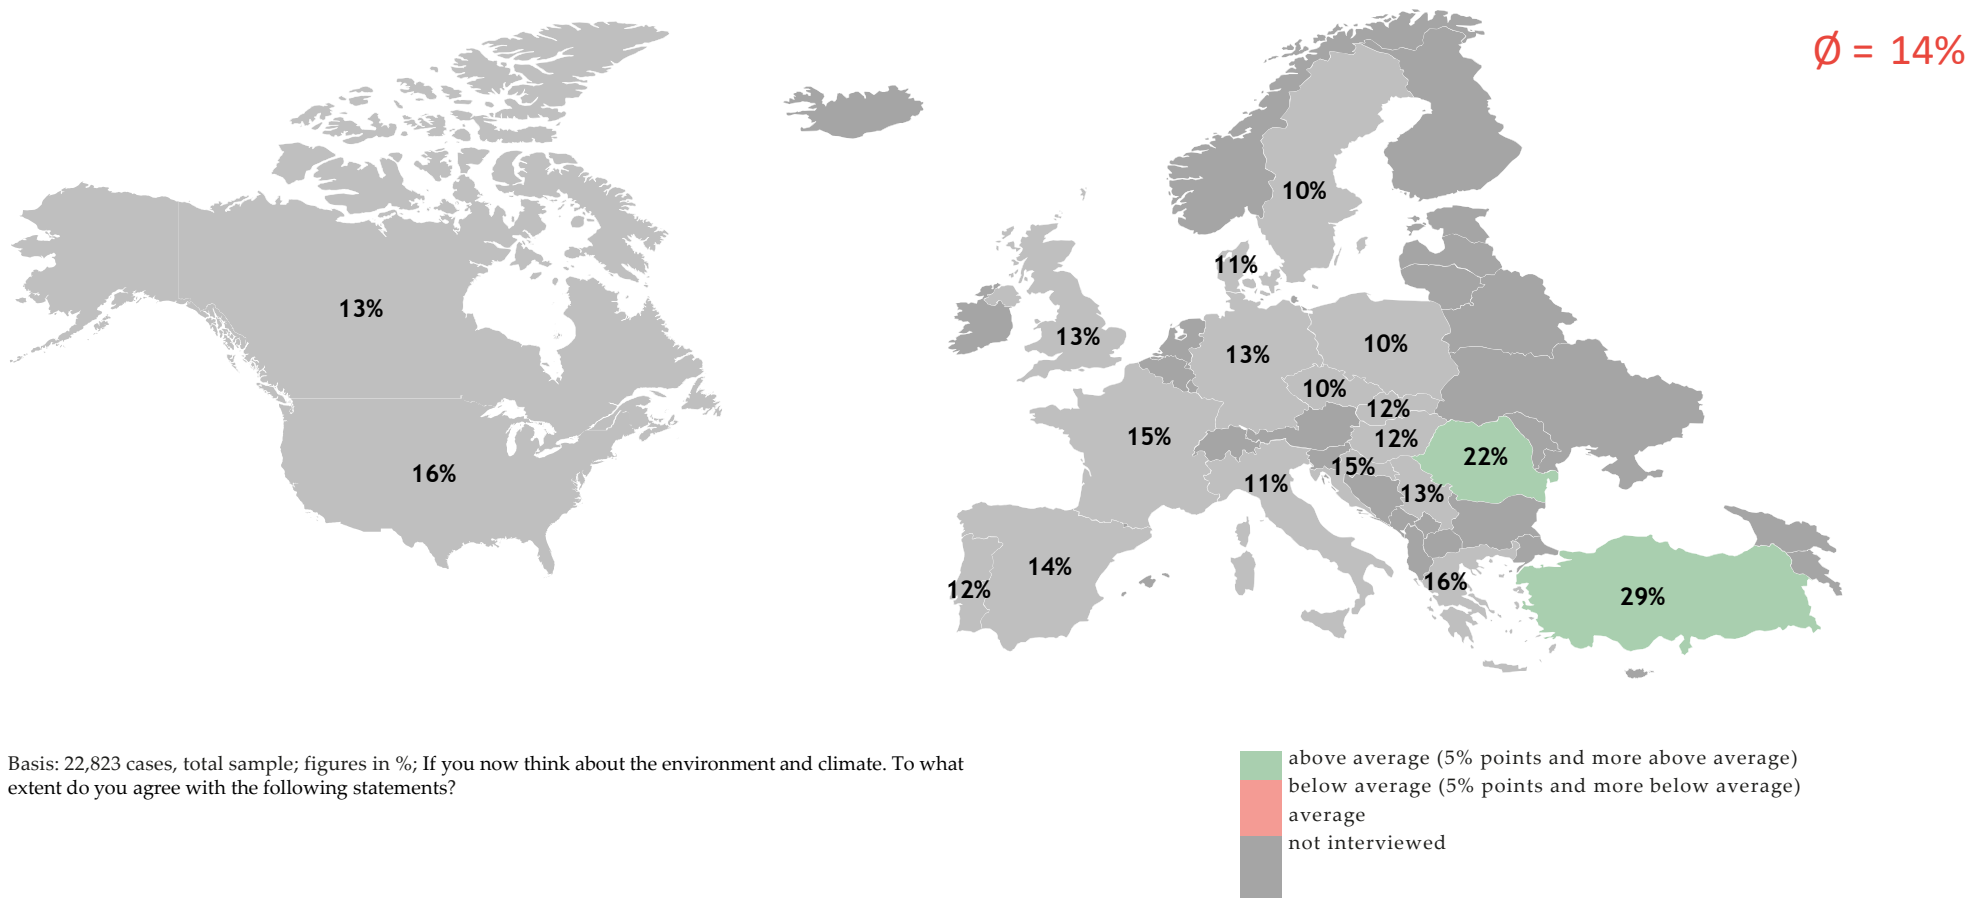 Ø = 14%
10%
11%
13%
13%
13%
10%
10%
12%
15%
12%
22%
16%
15%
11%
13%
14%
12%
16%
29%
Basis: 22,823 cases, total sample; figures in %; If you now think about the environment and climate. To what
extent do you agree with the following statements?
above average (5% points and more above average)
below average (5% points and more below average)
average
not interviewed